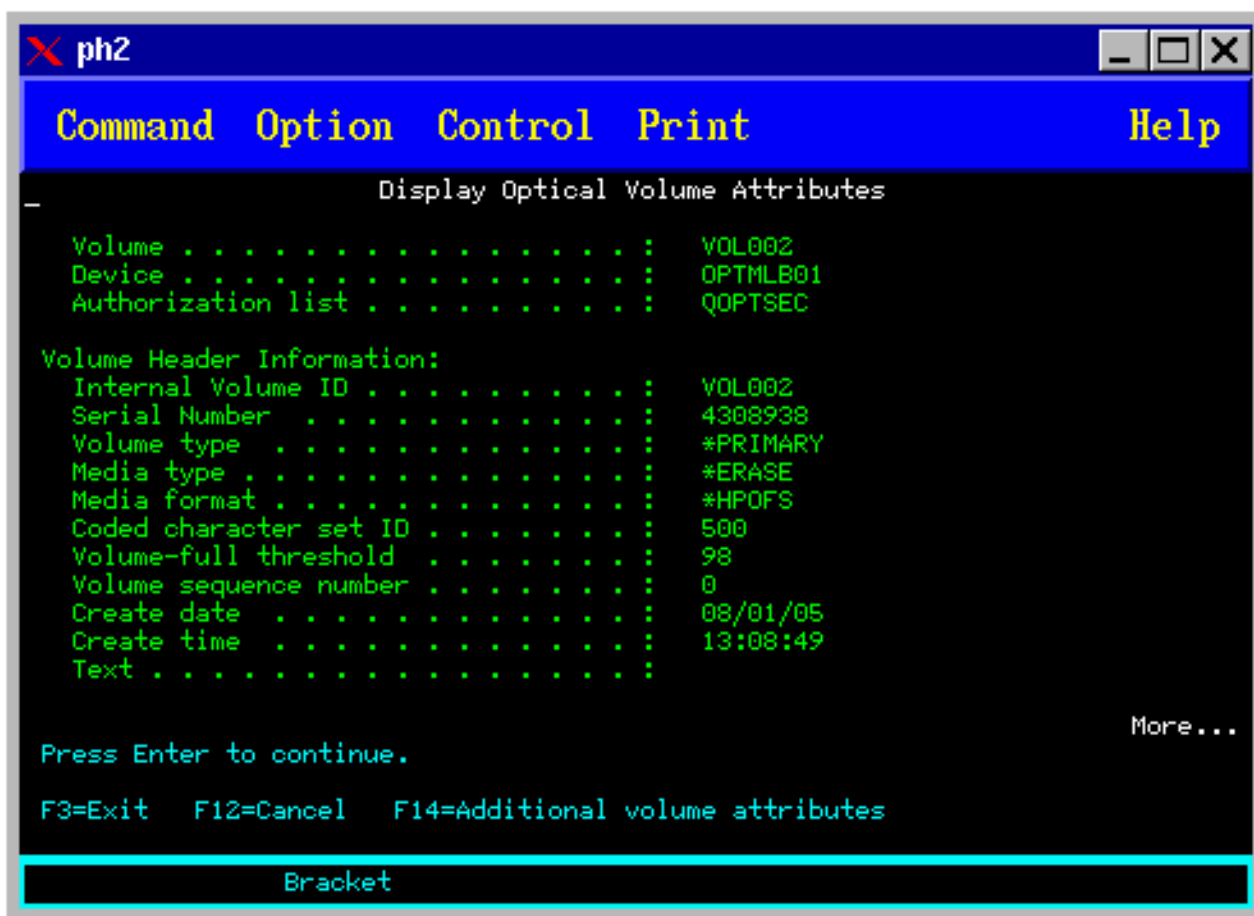 ph2
Command Option Control Print Help
Display Optical Volume Attributes
Volume . . . . . . . . . . . . . . . : VOL002
Device . . . . . . . . . . . . . . . : OPTMLB01
Authorization list . . . . . . . . . : QOPTSEC
Volume Header Information:
Internal Volume ID . . . . . . . . . : VOL002
Serial Number . . . . . . . . . . . : 4308938
Volume type . . . . . . . . . . . . : *PRIMARY
Media type . . . . . . . . . . . . . : *ERASE
Media format . . . . . . . . . . . . : *HPOFS
Coded character set ID . . . . . . . : 500
Volume-full threshold . . . . . . . : 98
Volume sequence number . . . . . . . : 0
Create date . . . . . . . . . . . . : 08/01/05
Create time . . . . . . . . . . . . : 13:08:49
Text . . . . . . . . . . . . . . . . :
More...
Press Enter to continue.
F3=Exit F12=Cancel F14=Additional volume attributes
Bracket